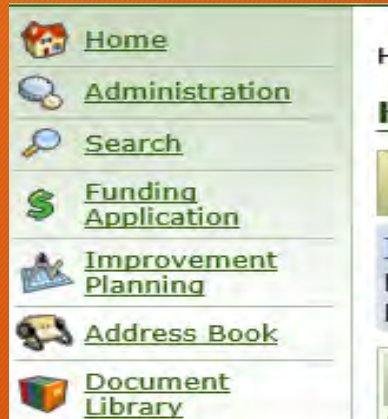 Home
Administration
Search
Funding
Application
Improvement
Planning
Address Book
Document
Library